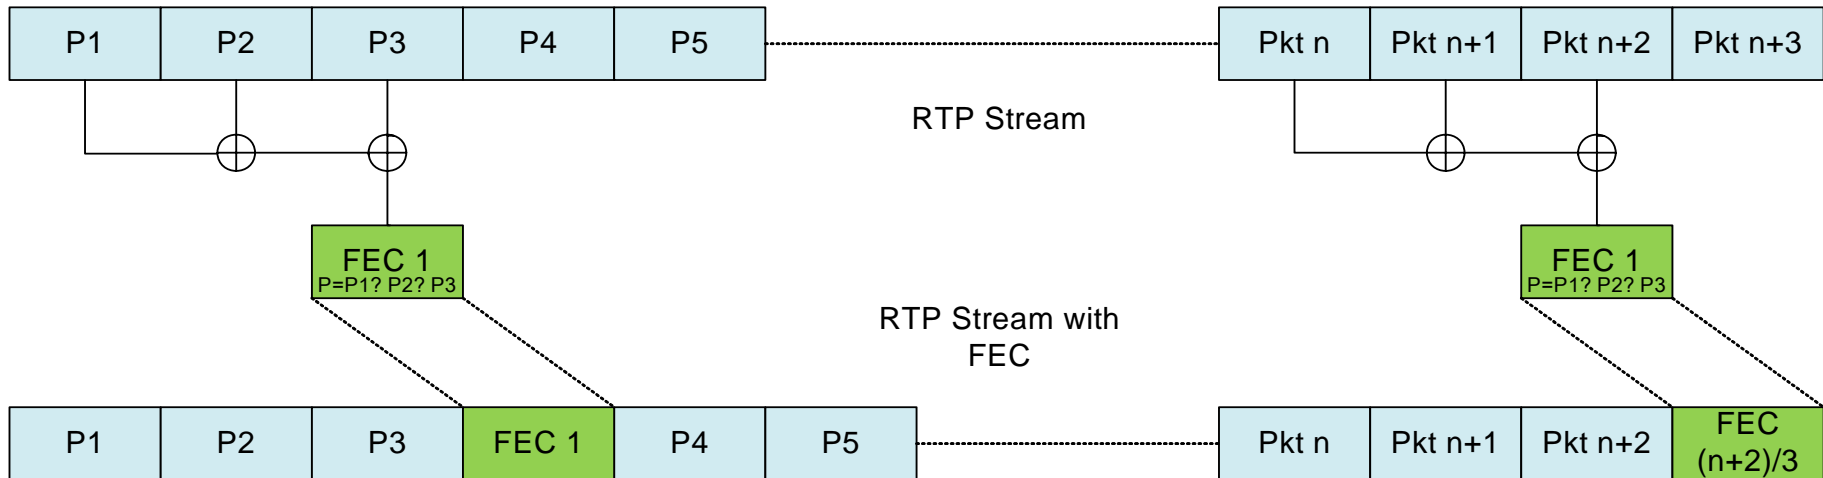 P1 P2 P3 P4 P5 Pkt n Pkt n+1 Pkt n+2 Pkt n+3
RTP Stream
FEC 1
P=P1? P2? P3
FEC 1
P=P1? P2? P3
RTP Stream with
FEC
P1 P2 P3 FEC 1 P4 P5 Pkt n Pkt n+1 Pkt n+2 FEC
(n+2)/3